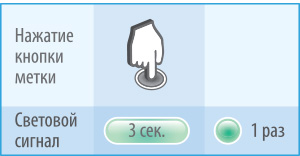 Нажатие
кнопки
метки
Световой
сигнал
3 сек.
1 раз